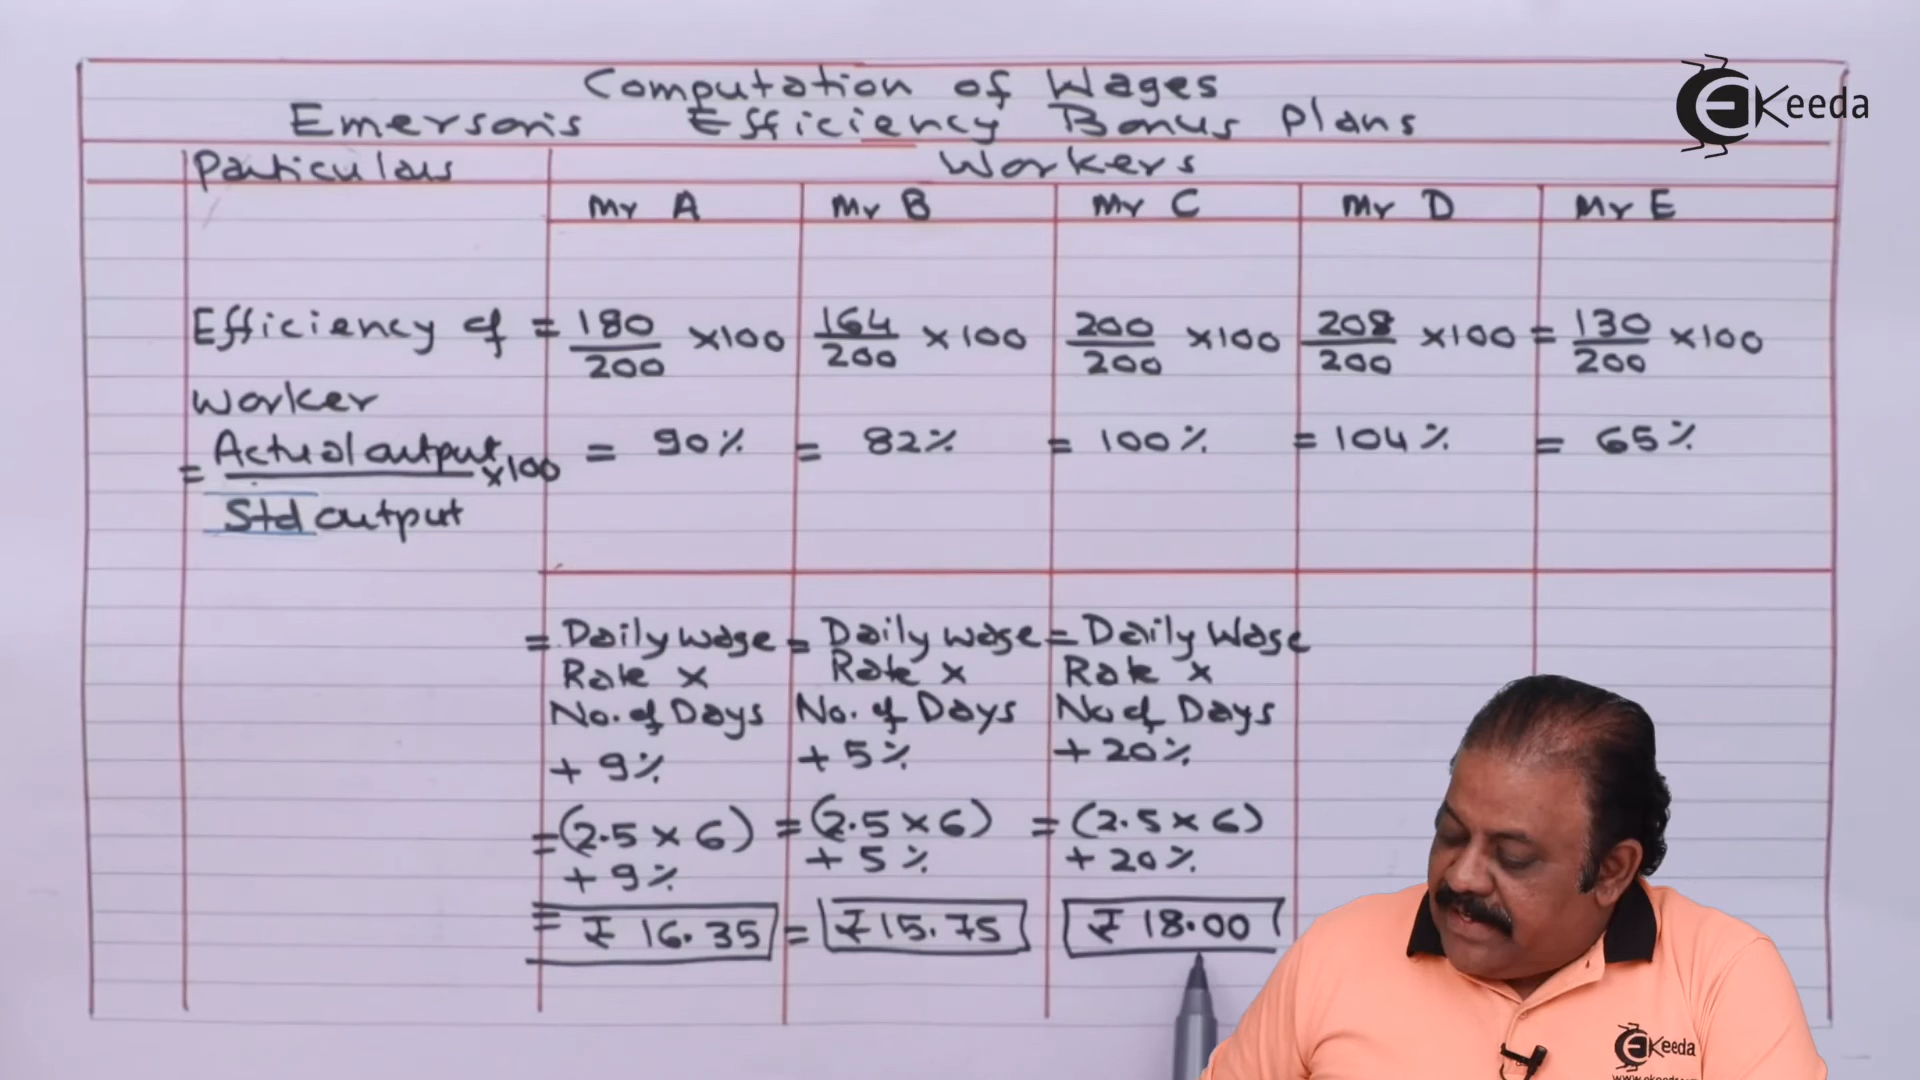 Computation of Wages
Emerson's Efficiency Bonus Plans
Particulars Workers
Mr A Mr B Mr C Mr D Mr E
Efficiency of = 180/200 ×100 164/200 ×100 200/200 ×100 208/200 ×100 = 130/200 ×100
Worker
= Actual output/Std output ×100 = 90% = 82% = 100% = 104% = 65%
= Daily wage = Daily wage = Daily Wage
Rate × Rate × Rate ×
No. of Days No. of Days No of Days
+ 9% + 5% + 20%
= (2.5 × 6) = (2.5 × 6) = (2.5 × 6)
+ 9% + 5% + 20%
= ₹ 16.35 = ₹ 15.75 ₹ 18.00
eKeeda
eKeeda